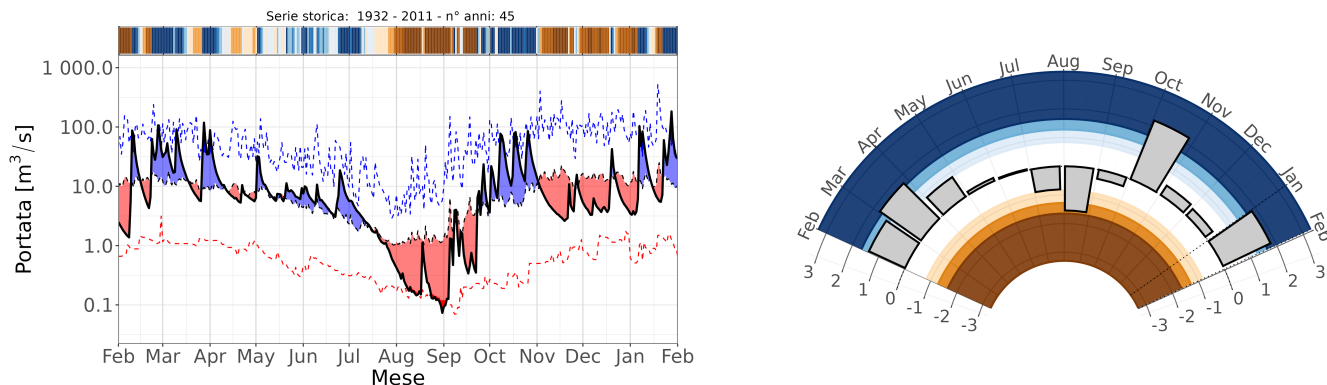 Serie storica:  1932 - 2011 - n° anni: 45
Portata [m³/s]
1 000.0
100.0
10.0
1.0
0.1
Feb Mar Apr May Jun Jul Aug Sep Oct Nov Dec Jan Feb
Mese
Feb Mar Apr May Jun Jul Aug Sep Oct Nov Dec Jan Feb
3 2 1 0 -1 -2 -3
-3 -2 -1 0 1 2 3